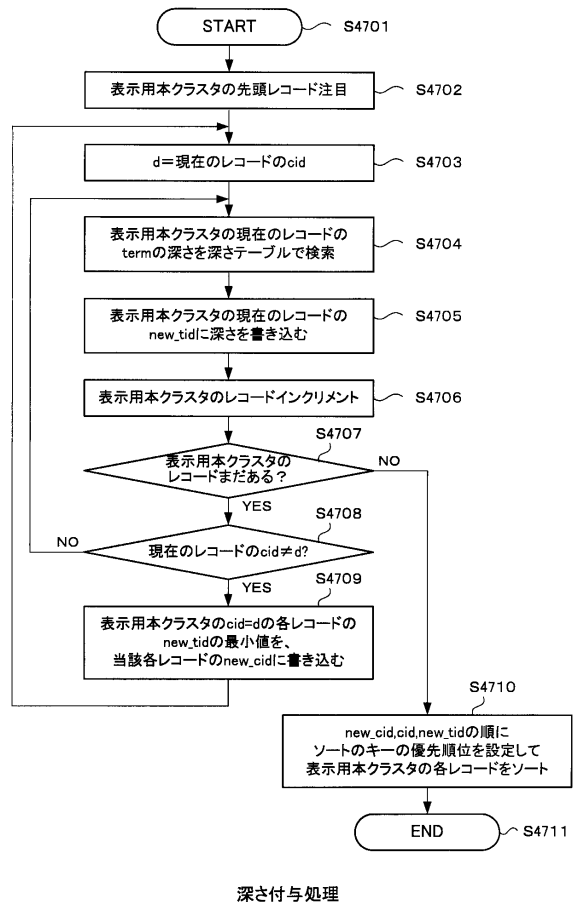 START
S4701
表示用本クラスタの先頭レコード注目
S4702
d＝現在のレコードのcid
S4703
表示用本クラスタの現在のレコードの
termの深さを深さテーブルで検索
S4704
表示用本クラスタの現在のレコードの
new_tidに深さを書き込む
S4705
表示用本クラスタのレコードインクリメント
S4706
S4707
表示用本クラスタの
レコードまだある？
NO
YES
S4708
現在のレコードのcid≠d?
NO
YES
S4709
表示用本クラスタのcid=dの各レコードの
new_tidの最小値を、
当該各レコードのnew_cidに書き込む
S4710
new_cid,cid,new_tidの順に
ソートのキーの優先順位を設定して
表示用本クラスタの各レコードをソート
END
S4711
深さ付与処理